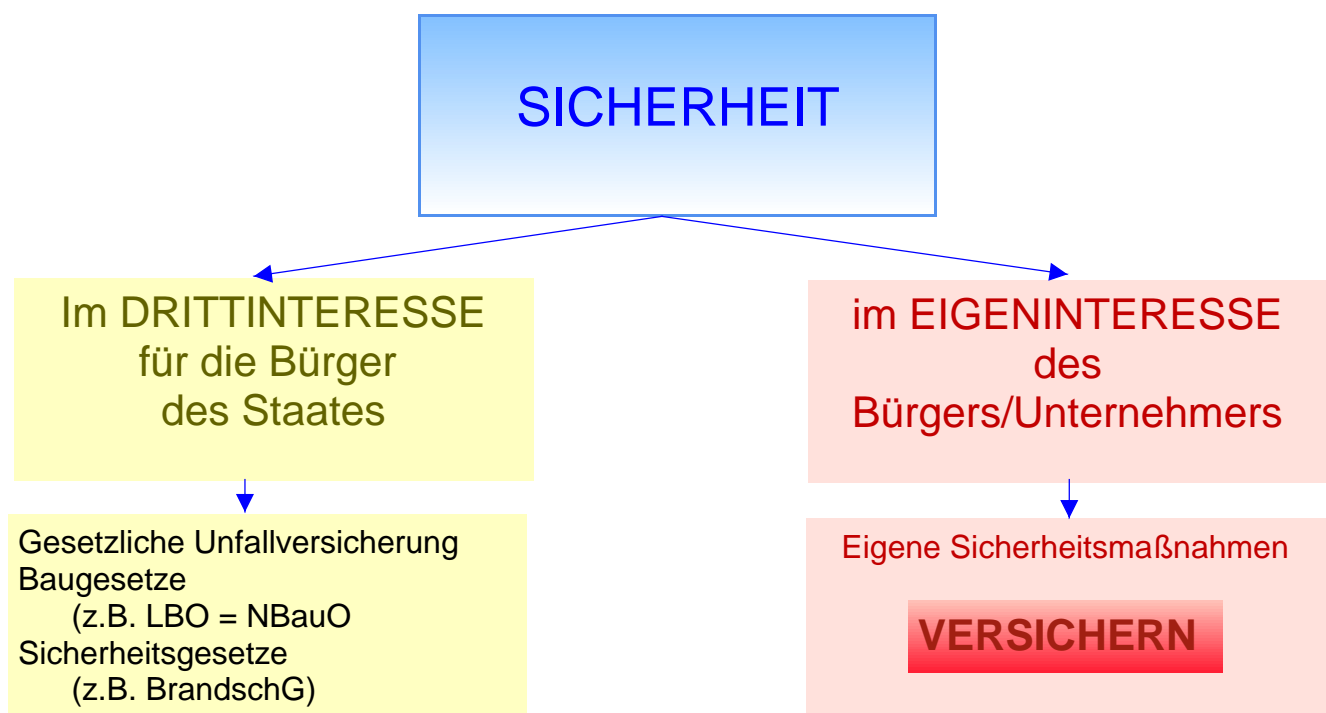 SICHERHEIT
Im DRITTINTERESSE
für die Bürger
des Staates
im EIGENINTERESSE
des
Bürgers/Unternehmers
Gesetzliche Unfallversicherung
Baugesetze
(z.B. LBO = NBauO
Sicherheitsgesetze
(z.B. BrandschG)
Eigene Sicherheitsmaßnahmen
VERSICHERN